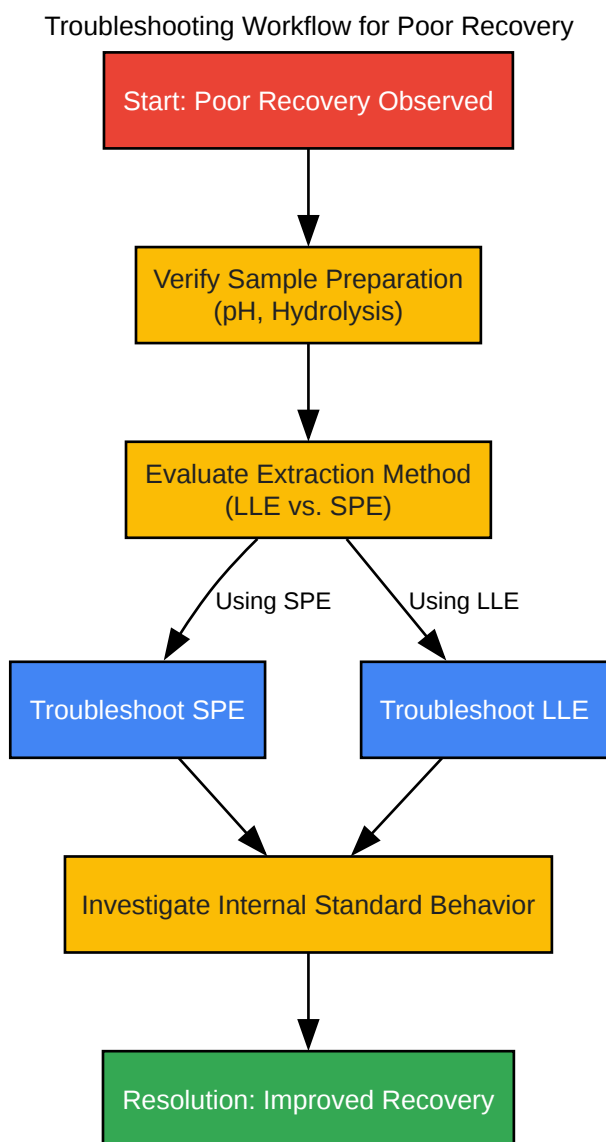 Troubleshooting Workflow for Poor Recovery
Start: Poor Recovery Observed
Verify Sample Preparation
(pH, Hydrolysis)
Evaluate Extraction Method
(LLE vs. SPE)
Using SPE
Using LLE
Troubleshoot SPE
Troubleshoot LLE
Investigate Internal Standard Behavior
Resolution: Improved Recovery